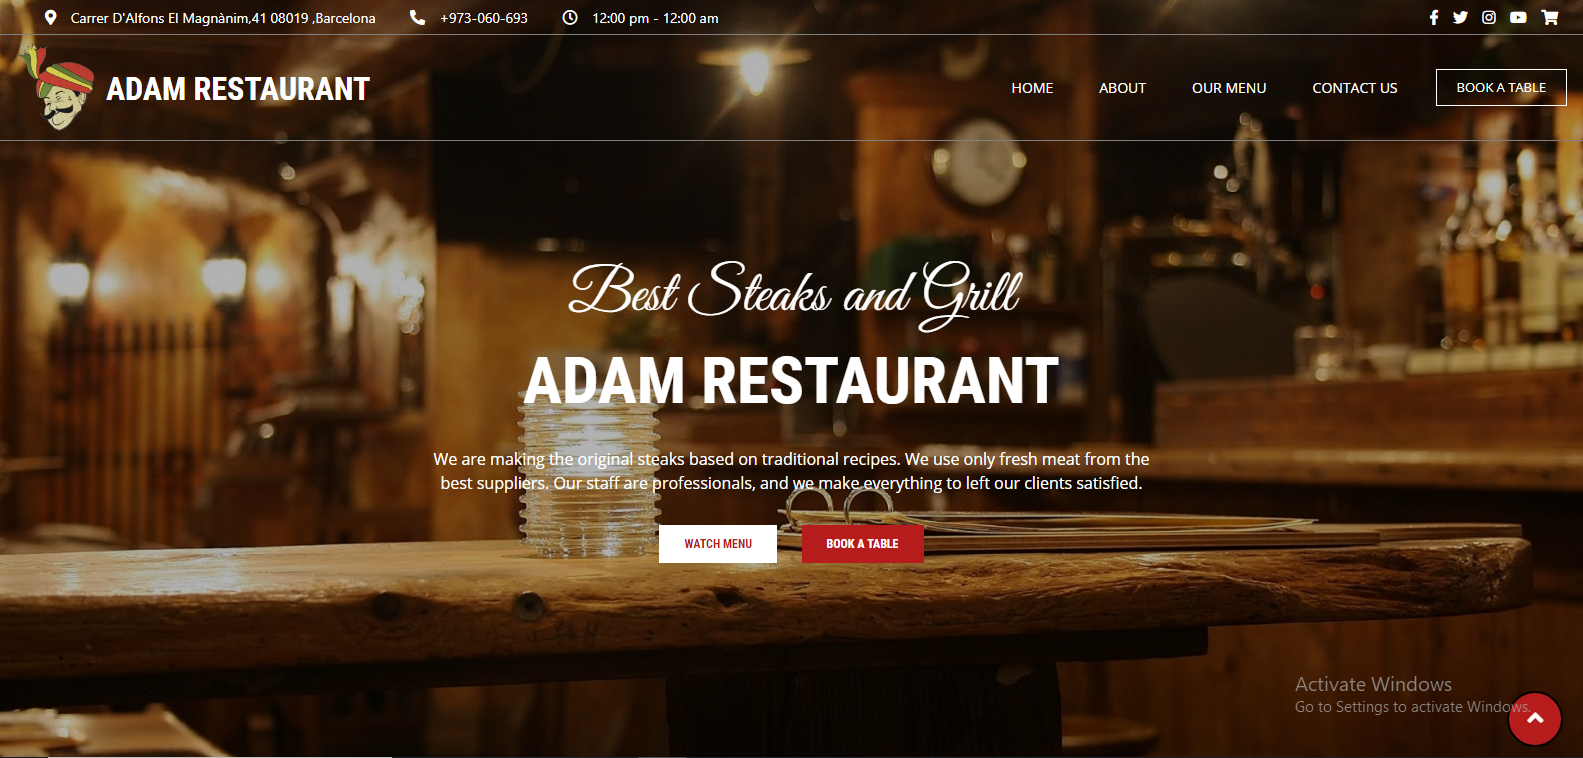 Carrer D'Alfons El Magnànim,41 08019 ,Barcelona
+973-060-693
12:00 pm - 12:00 am
ADAM RESTAURANT
HOME
ABOUT
OUR MENU
CONTACT US
BOOK A TABLE
Best Steaks and Grill
ADAM RESTAURANT
We are making the original steaks based on traditional recipes. We use only fresh meat from the
best suppliers. Our staff are professionals, and we make everything to left our clients satisfied.
WATCH MENU
BOOK A TABLE
Activate Windows
Go to Settings to activate Windows.